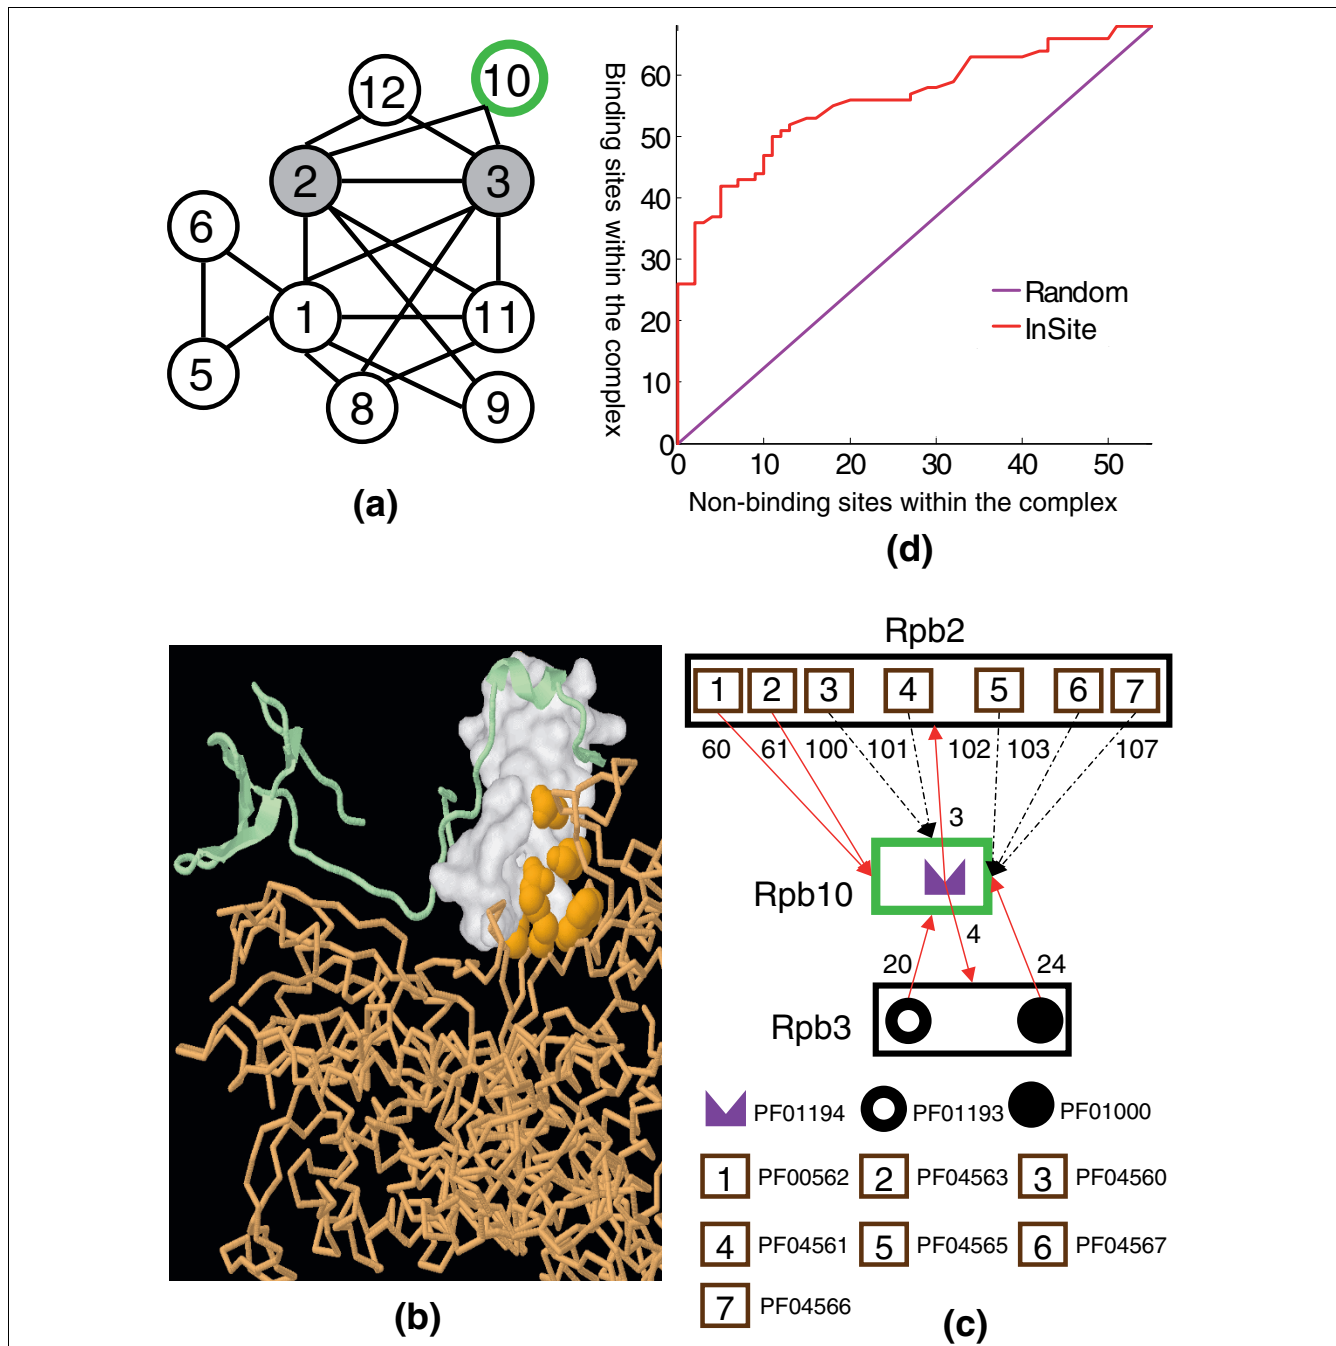 12
10
2
3
6
1
11
5
8
9
(a)
Binding sites within the complex
60
50
40
30
20
10
0
0 10 20 30 40 50
Random
InSite
Non-binding sites within the complex
(d)
(b)
Rpb2
1 2 3 4 5 6 7
60 61 100 101 102 103 107
3
Rpb10
4
20 24
Rpb3
PF01194 PF01193 PF01000
1 PF00562 2 PF04563 3 PF04560
4 PF04561 5 PF04565 6 PF04567
7 PF04566
(c)